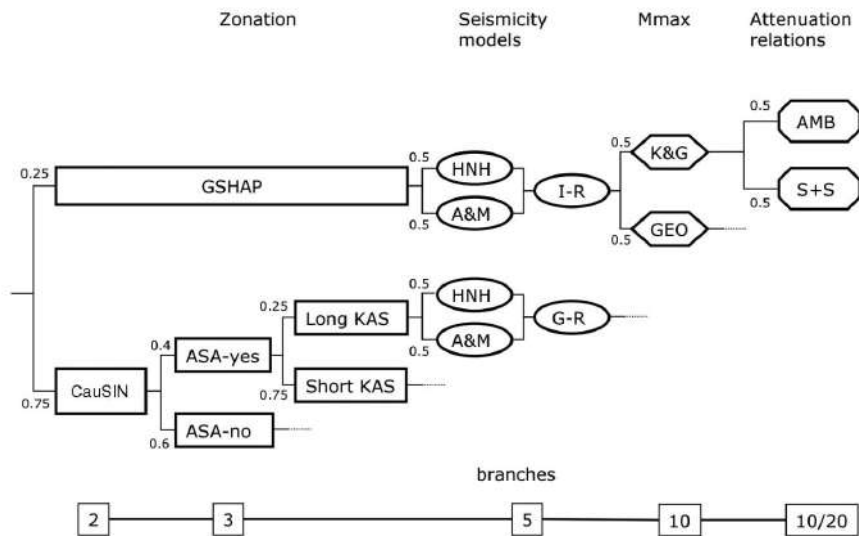 Zonation
Seismicity
models
Mmax
Attenuation
relations
0.25
GSHAP
0.5
HNH
0.5
A&M
I-R
0.5
K&G
0.5
GEO
0.5
AMB
0.5
S+S
0.75
CauSIN
0.4
ASA-yes
0.6
ASA-no
0.25
Long KAS
0.75
Short KAS
0.5
HNH
0.5
A&M
G-R
branches
2
3
5
10
10/20